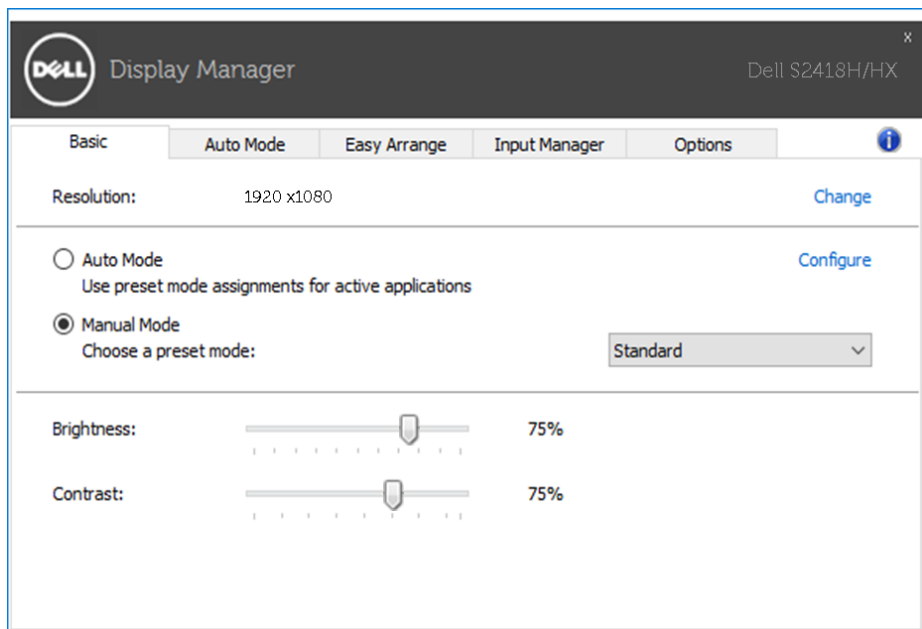 DELL Display Manager
x
Dell S2418H/HX
Basic Auto Mode Easy Arrange Input Manager Options i
Resolution: 1920 x1080 Change
Auto Mode Configure
Use preset mode assignments for active applications
Manual Mode
Choose a preset mode: Standard
Brightness: 75%
Contrast: 75%